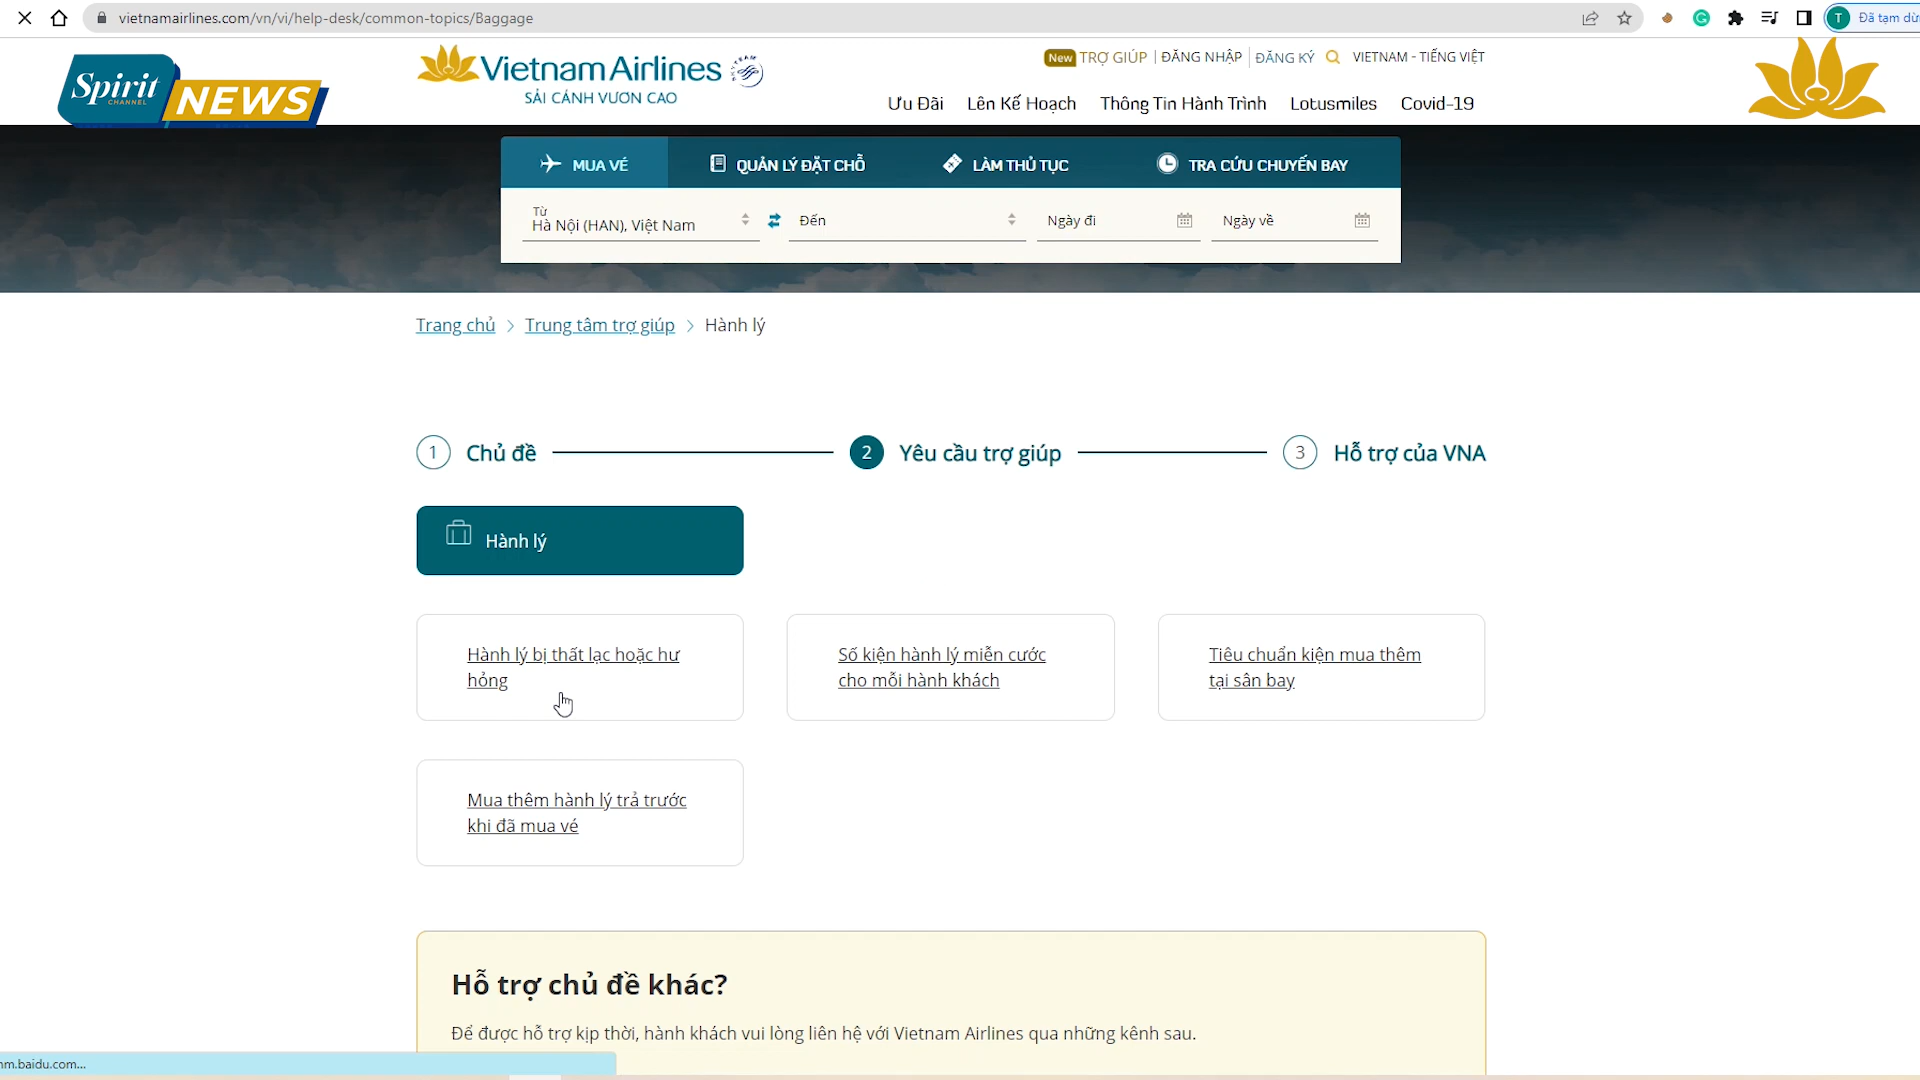 vietnamairlines.com/vn/vi/help-desk/common-topics/Baggage
T
Đã tạm dừ
Spirit
CHANNEL
NEWS
Vietnam Airlines
SẢI CÁNH VƯƠN CAO
New TRỢ GIÚP | ĐĂNG NHẬP | ĐĂNG KÝ VIETNAM - TIẾNG VIỆT
Ưu Đãi Lên Kế Hoạch Thông Tin Hành Trình Lotusmiles Covid-19
MUA VÉ QUẢN LÝ ĐẶT CHỖ LÀM THỦ TỤC TRA CỨU CHUYẾN BAY
Từ
Hà Nội (HAN), Việt Nam Đến Ngày đi Ngày về
Trang chủ > Trung tâm trợ giúp > Hành lý
1 Chủ đề 2 Yêu cầu trợ giúp 3 Hỗ trợ của VNA
Hành lý
Hành lý bị thất lạc hoặc hư
hỏng
Số kiện hành lý miễn cước
cho mỗi hành khách
Tiêu chuẩn kiện mua thêm
tại sân bay
Mua thêm hành lý trả trước
khi đã mua vé
Hỗ trợ chủ đề khác?
Để được hỗ trợ kịp thời, hành khách vui lòng liên hệ với Vietnam Airlines qua những kênh sau.
hm.baidu.com...